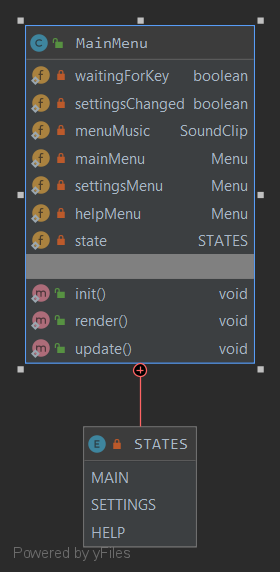 MainMenu
waitingForKey boolean
settingsChanged boolean
menuMusic SoundClip
mainMenu Menu
settingsMenu Menu
helpMenu Menu
state STATES
init() void
render() void
update() void
STATES
MAIN
SETTINGS
HELP
Powered by yFiles